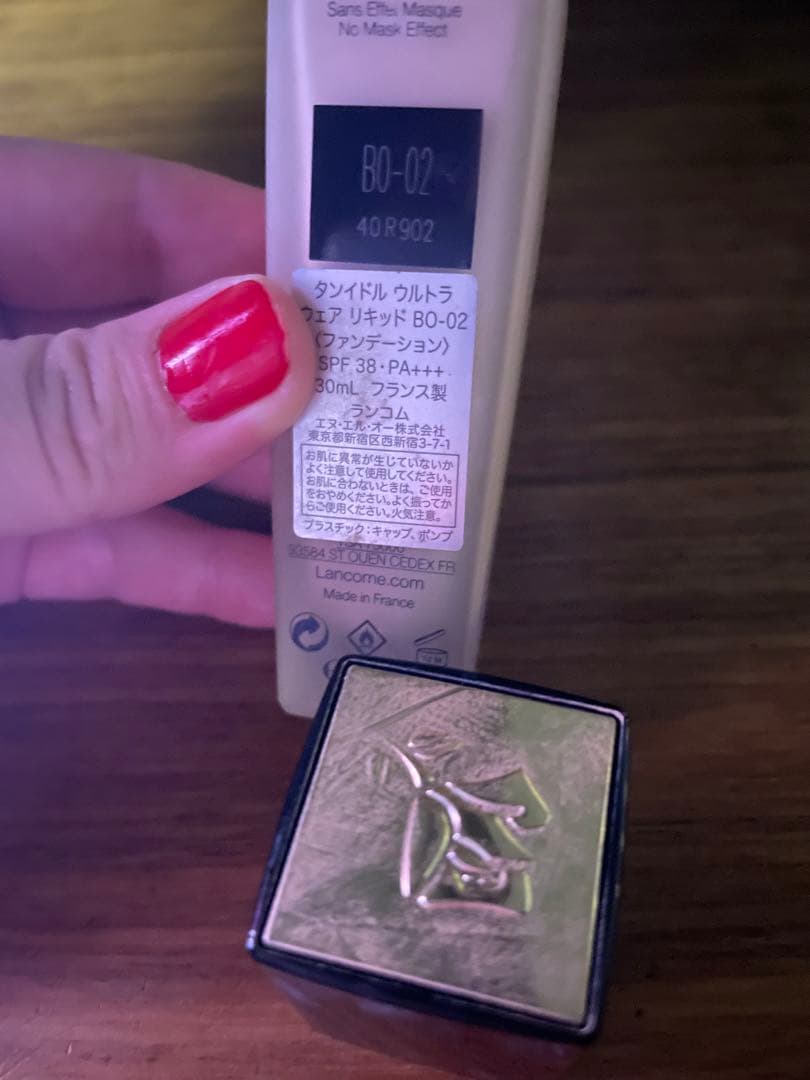 Sans Effet Masque
No Mask Effect
BO-02
40R902
タンイドル ウルトラ
ウェア リキッド BO-02
〈ファンデーション〉
SPF 38・PA+++
30mL フランス製
ランコム
エヌ・エル・オー株式会社
東京都新宿区西新宿3-7-1
お肌に異常が生じていないか
よく注意して使用してください。
お肌に合わないときは、ご使用
をおやめください。よく振ってか
らご使用ください。火気注意。
プラスチック:キャップ、ポンプ
93584 ST OUEN CEDEX FR
Lancome.com
Made in France
12 M